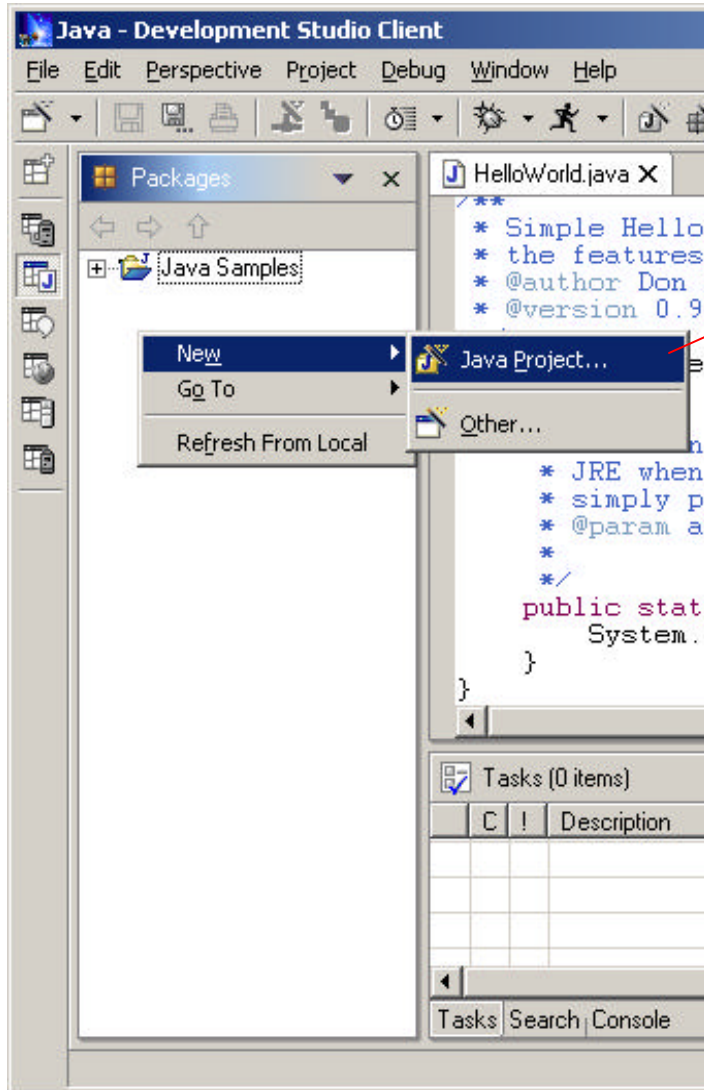 Java - Development Studio Clien
File Edit Perspective Project Debug Window Help
Packages
HelloWorld.java
Java Samples
/**
* Simple Hello
* the features
* @author Don
* @version 0.9
New
Go To
Refresh From Local
Java Project...
Other...
* JRE when
* simply p
* @param a
*
*/
public stat
System.
}
}
Tasks (0 items)
C ! Description
Tasks Search Console